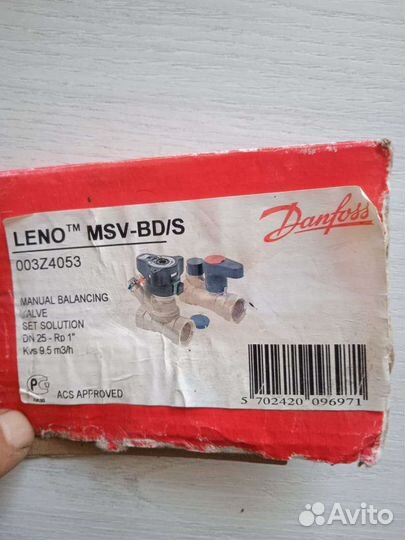 LENO™ MSV-BD/S
Danfoss
003Z4053
MANUAL BALANCING
VALVE
SET SOLUTION
DN 25 - Rp 1"
Kvs 9.5 m3/h
ACS APPROVED
5 702420 096971
Avito